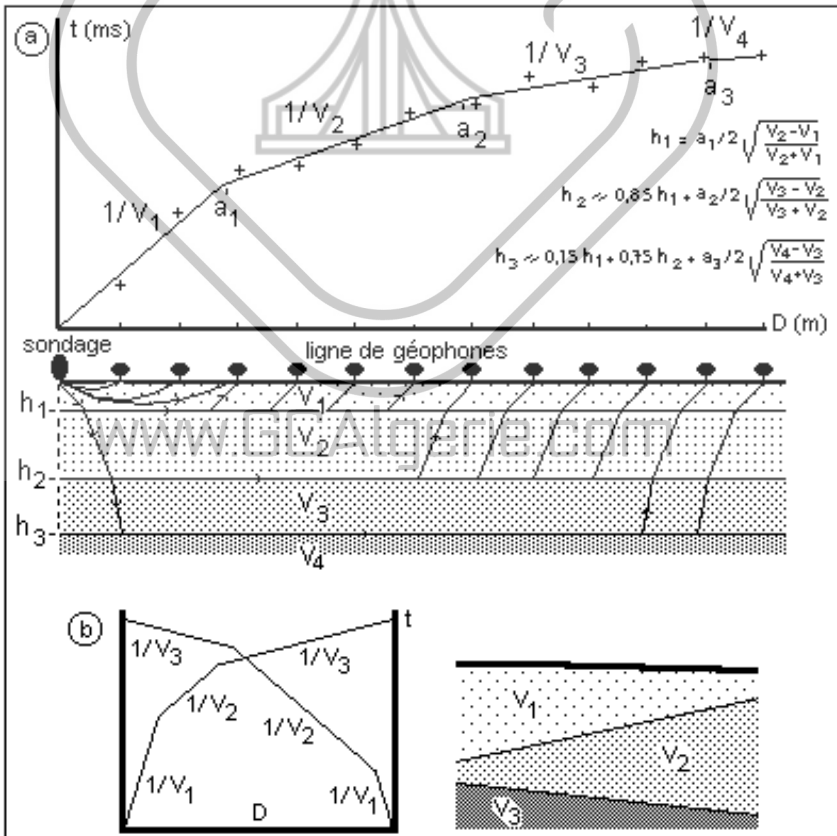 a
t (ms)
1/V1
a1
1/V2
a2
1/V3
a3
1/V4
h1 = a1/2 √(V2-V1/V2+V1)
h2 ~ 0,85 h1 + a2/2 √(V3-V2/V3+V2)
h3 ~ 0,15 h1 + 0,75 h2 + a3/2 √(V4-V3/V4+V3)
D (m)
sondage
ligne de géophones
h1
V1
www.GCAlgerie.com
V2
h2
V3
h3
V4
b
t
1/V3
1/V3
1/V2
1/V2
1/V1
1/V1
D
V1
V2
V3